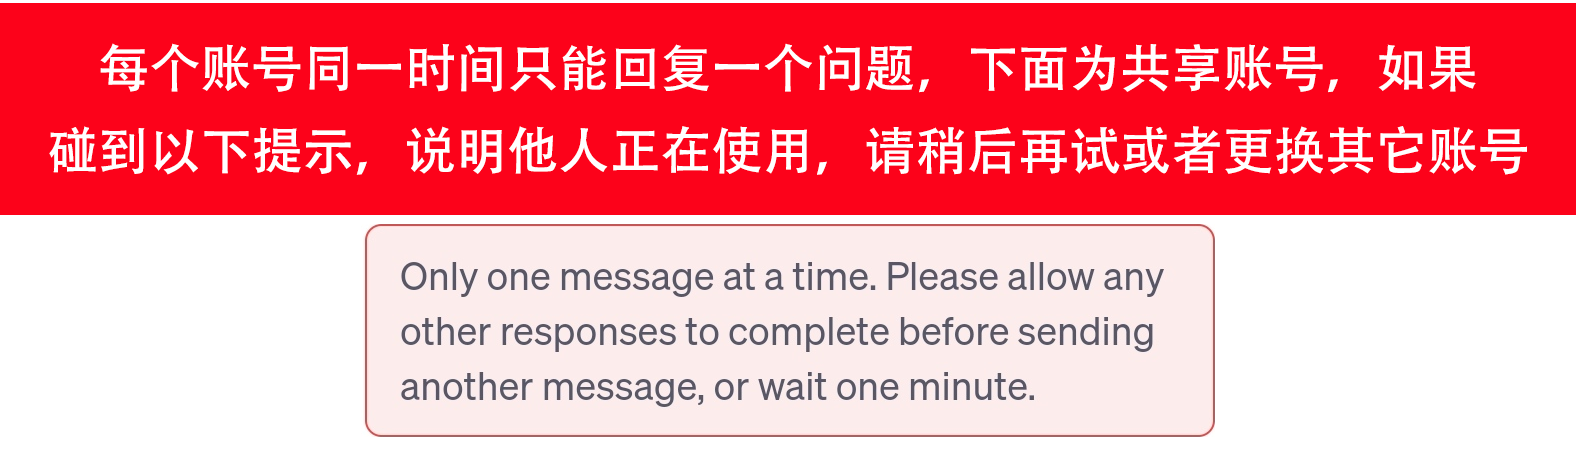 每个账号同一时间只能回复一个问题，下面为共享账号，如果
碰到以下提示，说明他人正在使用，请稍后再试或者更换其它账号
Only one message at a time. Please allow any
other responses to complete before sending
another message, or wait one minute.